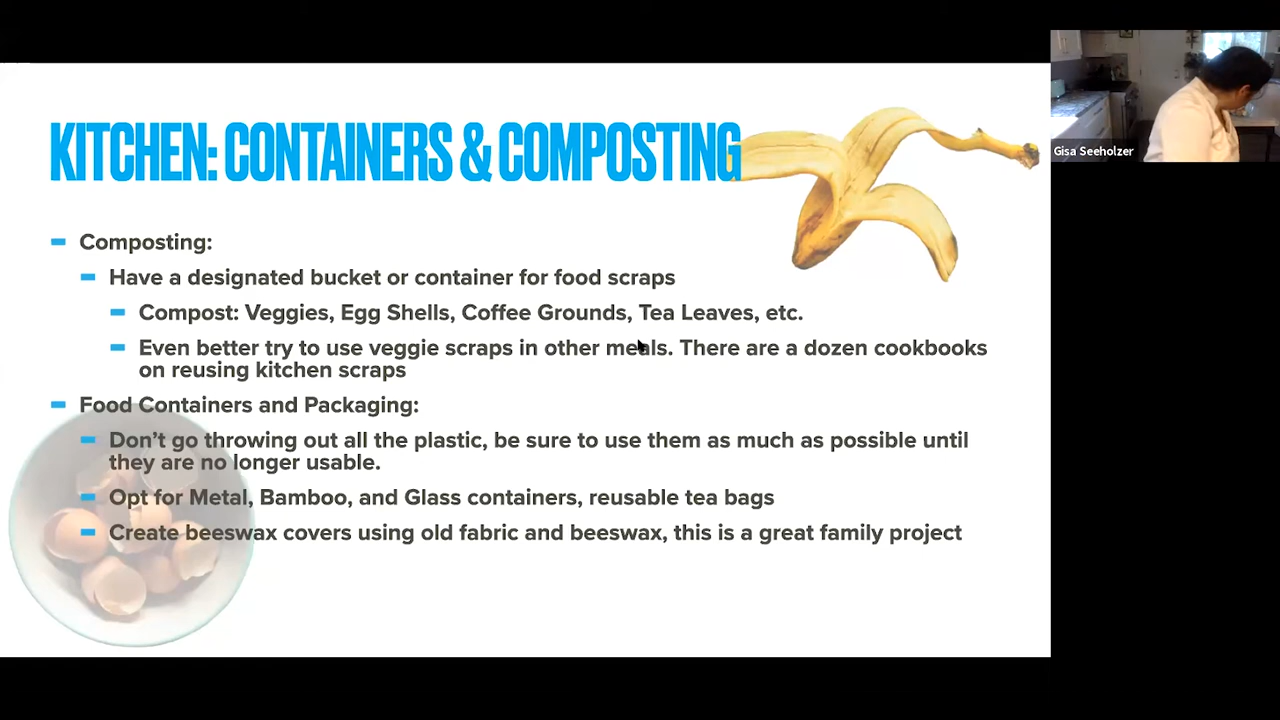 KITCHEN: CONTAINERS & COMPOSTING
Gisa Seeholzer
Composting:
Have a designated bucket or container for food scraps
Compost: Veggies, Egg Shells, Coffee Grounds, Tea Leaves, etc.
Even better try to use veggie scraps in other meals. There are a dozen cookbooks
on reusing kitchen scraps
Food Containers and Packaging:
Don’t go throwing out all the plastic, be sure to use them as much as possible until
they are no longer usable.
Opt for Metal, Bamboo, and Glass containers, reusable tea bags
Create beeswax covers using old fabric and beeswax, this is a great family project